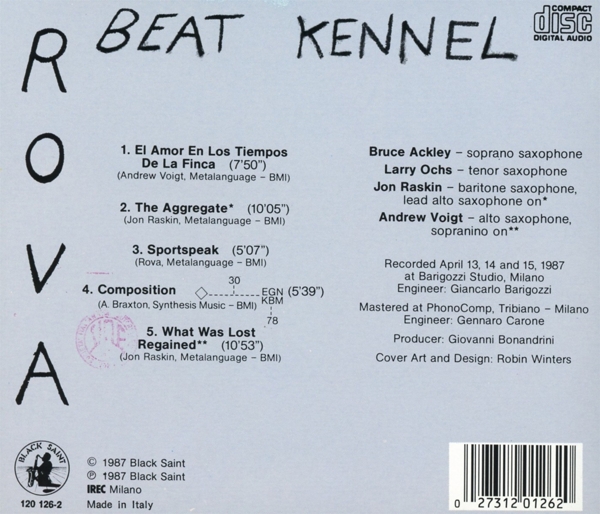 BEAT KENNEL
COMPACT
disc
DIGITAL AUDIO
ROVA
1. El Amor En Los Tiempos
De La Finca (7'50")
(Andrew Voigt, Metalanguage – BMI)
2. The Aggregate* (10'05")
(Jon Raskin, Metalanguage – BMI)
3. Sportspeak (5'07")
(Rova, Metalanguage – BMI)
30
4. Composition EGN (5'39")
(A. Braxton, Synthesis Music – BMI) KBM
78
5. What Was Lost
Regained** (10'53")
(Jon Raskin, Metalanguage – BMI)
Bruce Ackley – soprano saxophone
Larry Ochs – tenor saxophone
Jon Raskin – baritone saxophone,
lead alto saxophone on*
Andrew Voigt – alto saxophone,
sopranino on**
Recorded April 13, 14 and 15, 1987
at Barigozzi Studio, Milano
Engineer: Giancarlo Barigozzi
Mastered at PhonoComp, Tribiano – Milano
Engineer: Gennaro Carone
Producer: Giovanni Bonandrini
Cover Art and Design: Robin Winters
BLACK SAINT
120 126-2
© 1987 Black Saint
℗ 1987 Black Saint
IREC Milano
Made in Italy
0 27312 01262